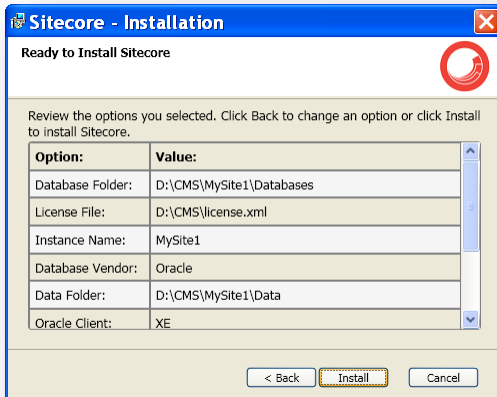 Sitecore - Installation
Ready to Install Sitecore
Review the options you selected. Click Back to change an option or click Install
to install Sitecore.
Option: Value:
Database Folder: D:\CMS\MySite1\Databases
License File: D:\CMS\license.xml
Instance Name: MySite1
Database Vendor: Oracle
Data Folder: D:\CMS\MySite1\Data
Oracle Client: XE
< Back Install Cancel